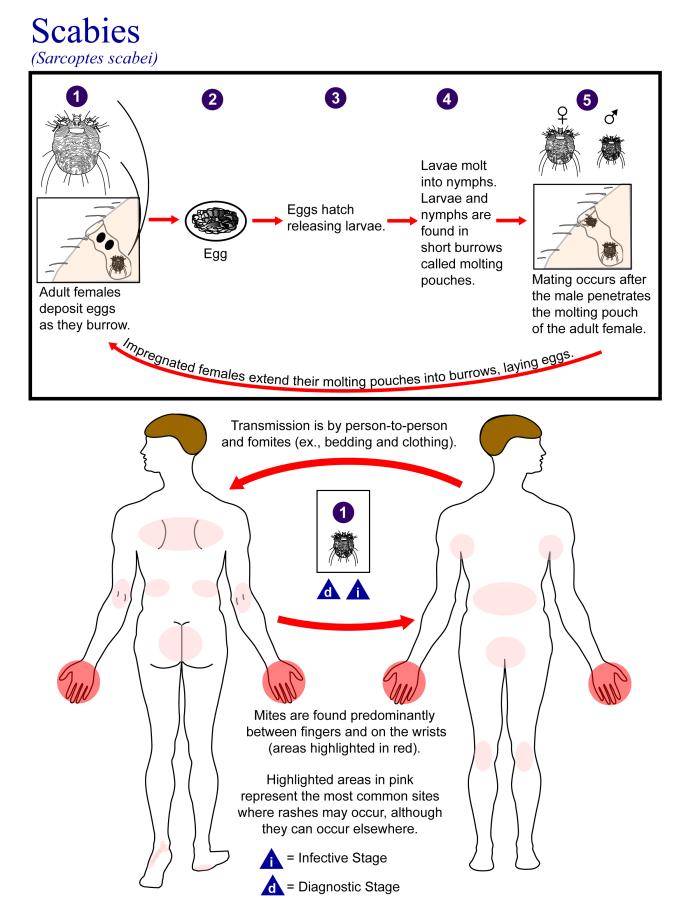 Scabies
(Sarcoptes scabei)
1
2
3
4
5
♀
♂
Adult females
deposit eggs
as they burrow.
Egg
Eggs hatch
releasing larvae.
Lavae molt
into nymphs.
Larvae and
nymphs are
found in
short burrows
called molting
pouches.
Mating occurs after
the male penetrates
the molting pouch
of the adult female.
Impregnated females extend their molting pouches into burrows, laying eggs.
Transmission is by person-to-person
and fomites (ex., bedding and clothing).
1
d i
Mites are found predominantly
between fingers and on the wrists
(areas highlighted in red).
Highlighted areas in pink
represent the most common sites
where rashes may occur, although
they can occur elsewhere.
i = Infective Stage
d = Diagnostic Stage